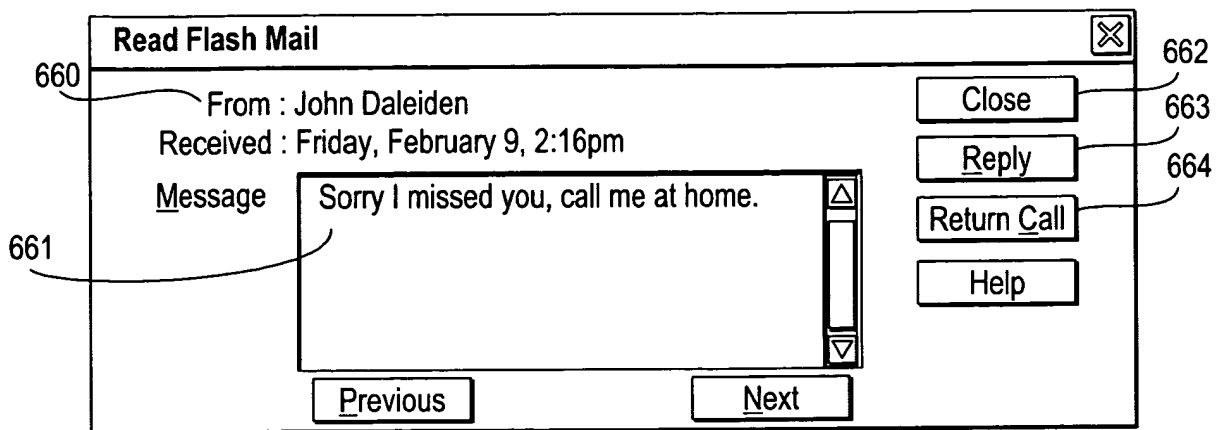 Read Flash Mail
660
From : John Daleiden
Received : Friday, February 9, 2:16pm
Message
Sorry I missed you, call me at home.
661
Close
662
Reply
663
Return Call
664
Help
Previous
Next